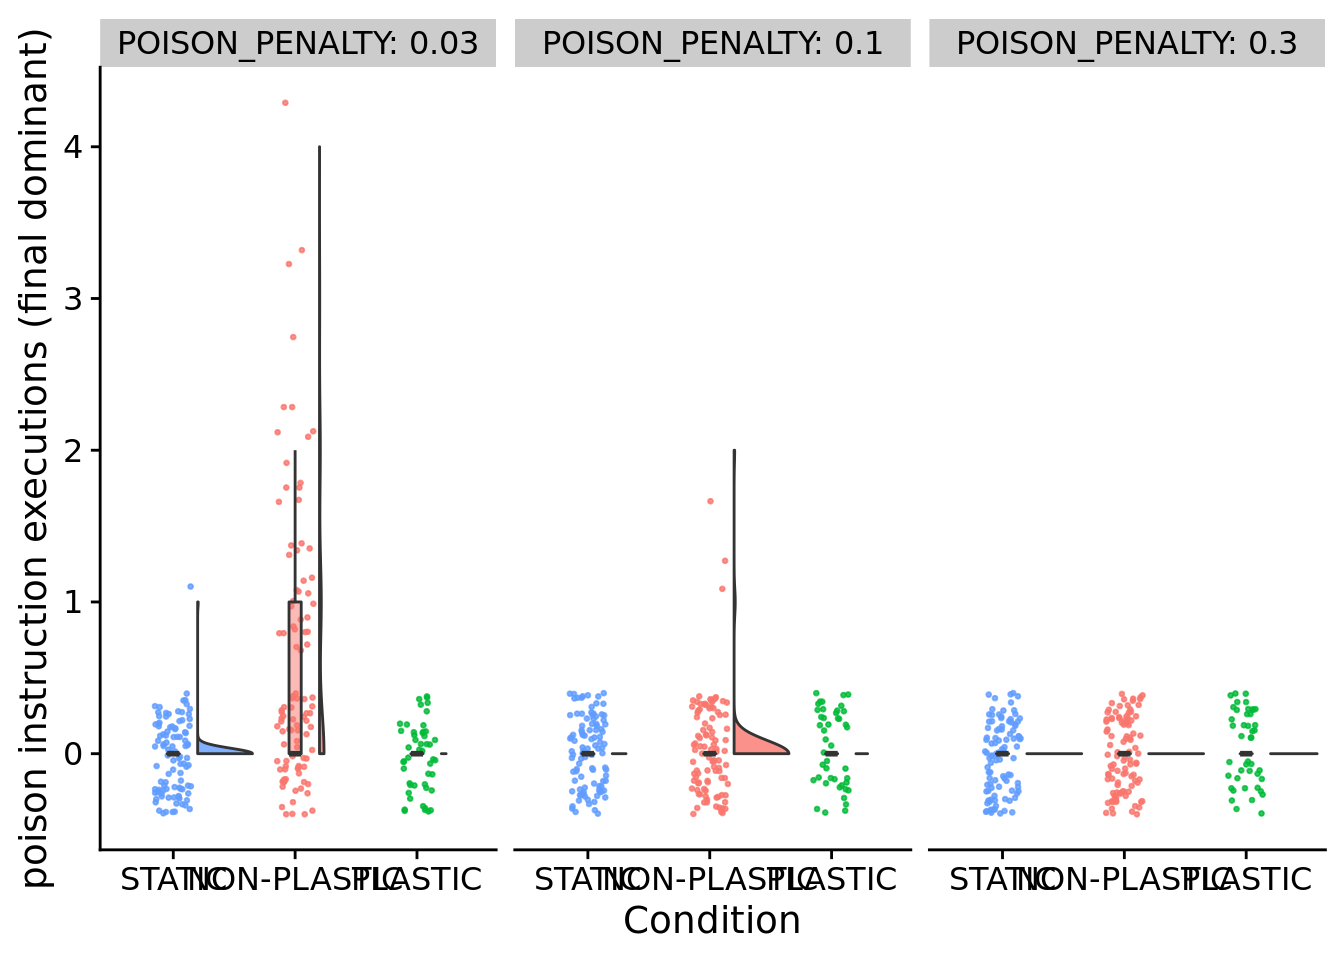 POISON_PENALTY: 0.03 POISON_PENALTY: 0.1 POISON_PENALTY: 0.3
poison instruction executions (final dominant)
4
3
2
1
0
STATIC NON-PLASTIC PLASTIC STATIC NON-PLASTIC PLASTIC STATIC NON-PLASTIC PLASTIC
Condition